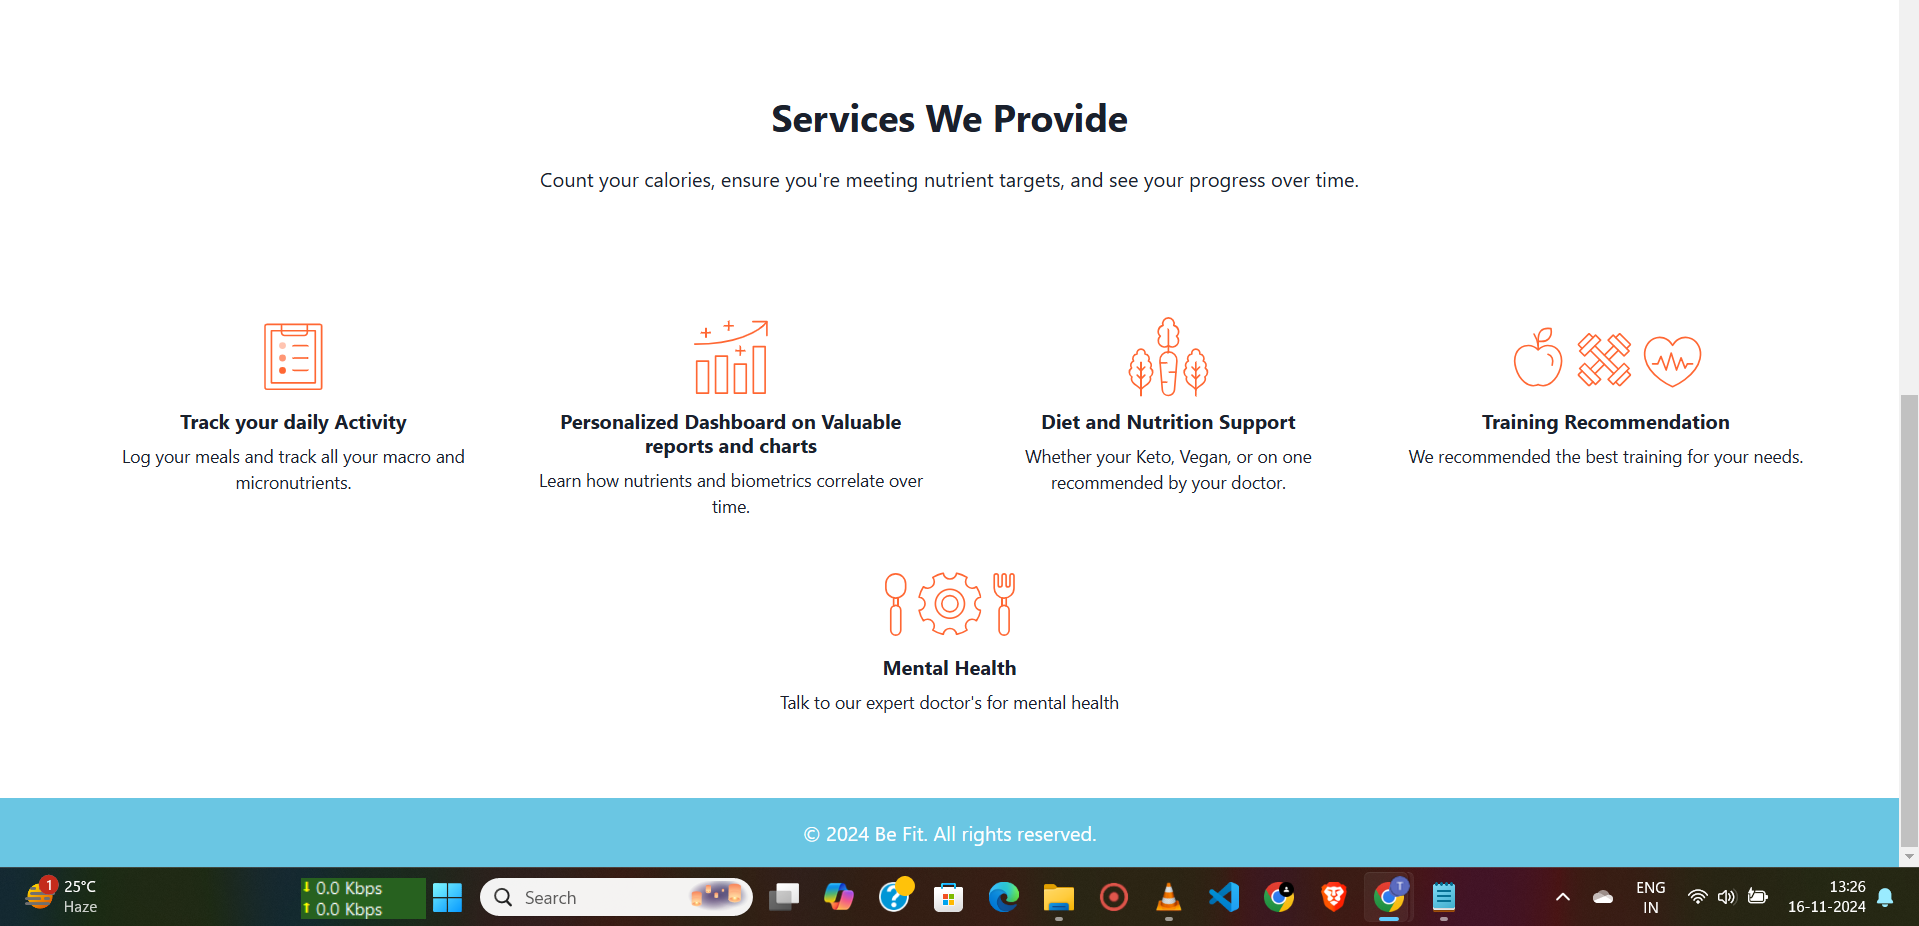 Services We Provide
Count your calories, ensure you're meeting nutrient targets, and see your progress over time.
Track your daily Activity
Log your meals and track all your macro and
micronutrients.
Personalized Dashboard on Valuable
reports and charts
Learn how nutrients and biometrics correlate over
time.
Diet and Nutrition Support
Whether your Keto, Vegan, or on one
recommended by your doctor.
Training Recommendation
We recommended the best training for your needs.
Mental Health
Talk to our expert doctor's for mental health
© 2024 Be Fit. All rights reserved.
1
25°C
Haze
0.0 Kbps
0.0 Kbps
Search
T
ENG
IN
13:26
16-11-2024